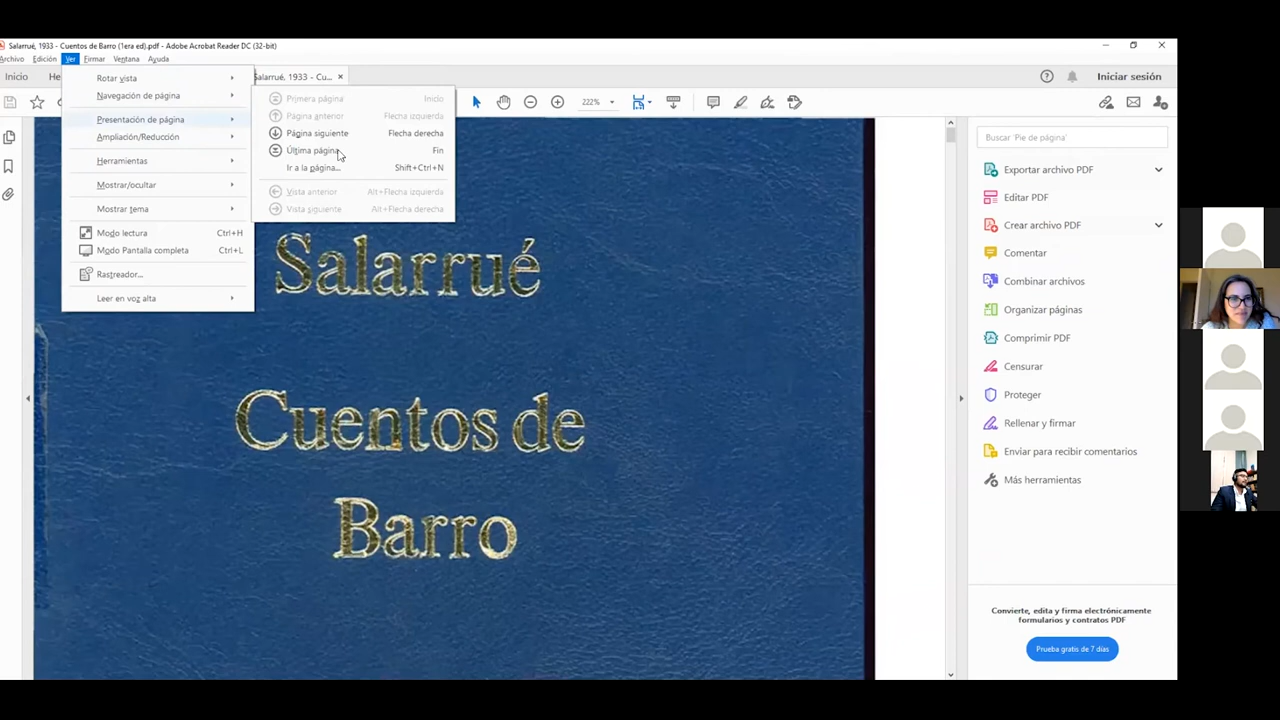 Salarrué, 1933 - Cuentos de Barro (1era ed).pdf - Adobe Acrobat Reader DC (32-bit)
Archivo Edición Ver Firmar Ventana Ayuda
Inicio He Salarrué, 1933 - Cu... ×
Iniciar sesión
222%
Rotar vista
Navegación de página
Presentación de página
Ampliación/Reducción
Herramientas
Mostrar/ocultar
Mostrar tema
Modo lectura Ctrl+H
Modo Pantalla completa Ctrl+L
Rastreador...
Leer en voz alta
Primera página Inicio
Página anterior Flecha izquierda
Página siguiente Flecha derecha
Última página Fin
Ir a la página... Shift+Ctrl+N
Vista anterior Alt+Flecha izquierda
Vista siguiente Alt+Flecha derecha
Salarrué
Cuentos de
Barro
Buscar 'Pie de página'
Exportar archivo PDF
Editar PDF
Crear archivo PDF
Comentar
Combinar archivos
Organizar páginas
Comprimir PDF
Censurar
Proteger
Rellenar y firmar
Enviar para recibir comentarios
Más herramientas
Convierte, edita y firma electrónicamente
formularios y contratos PDF
Prueba gratis de 7 días